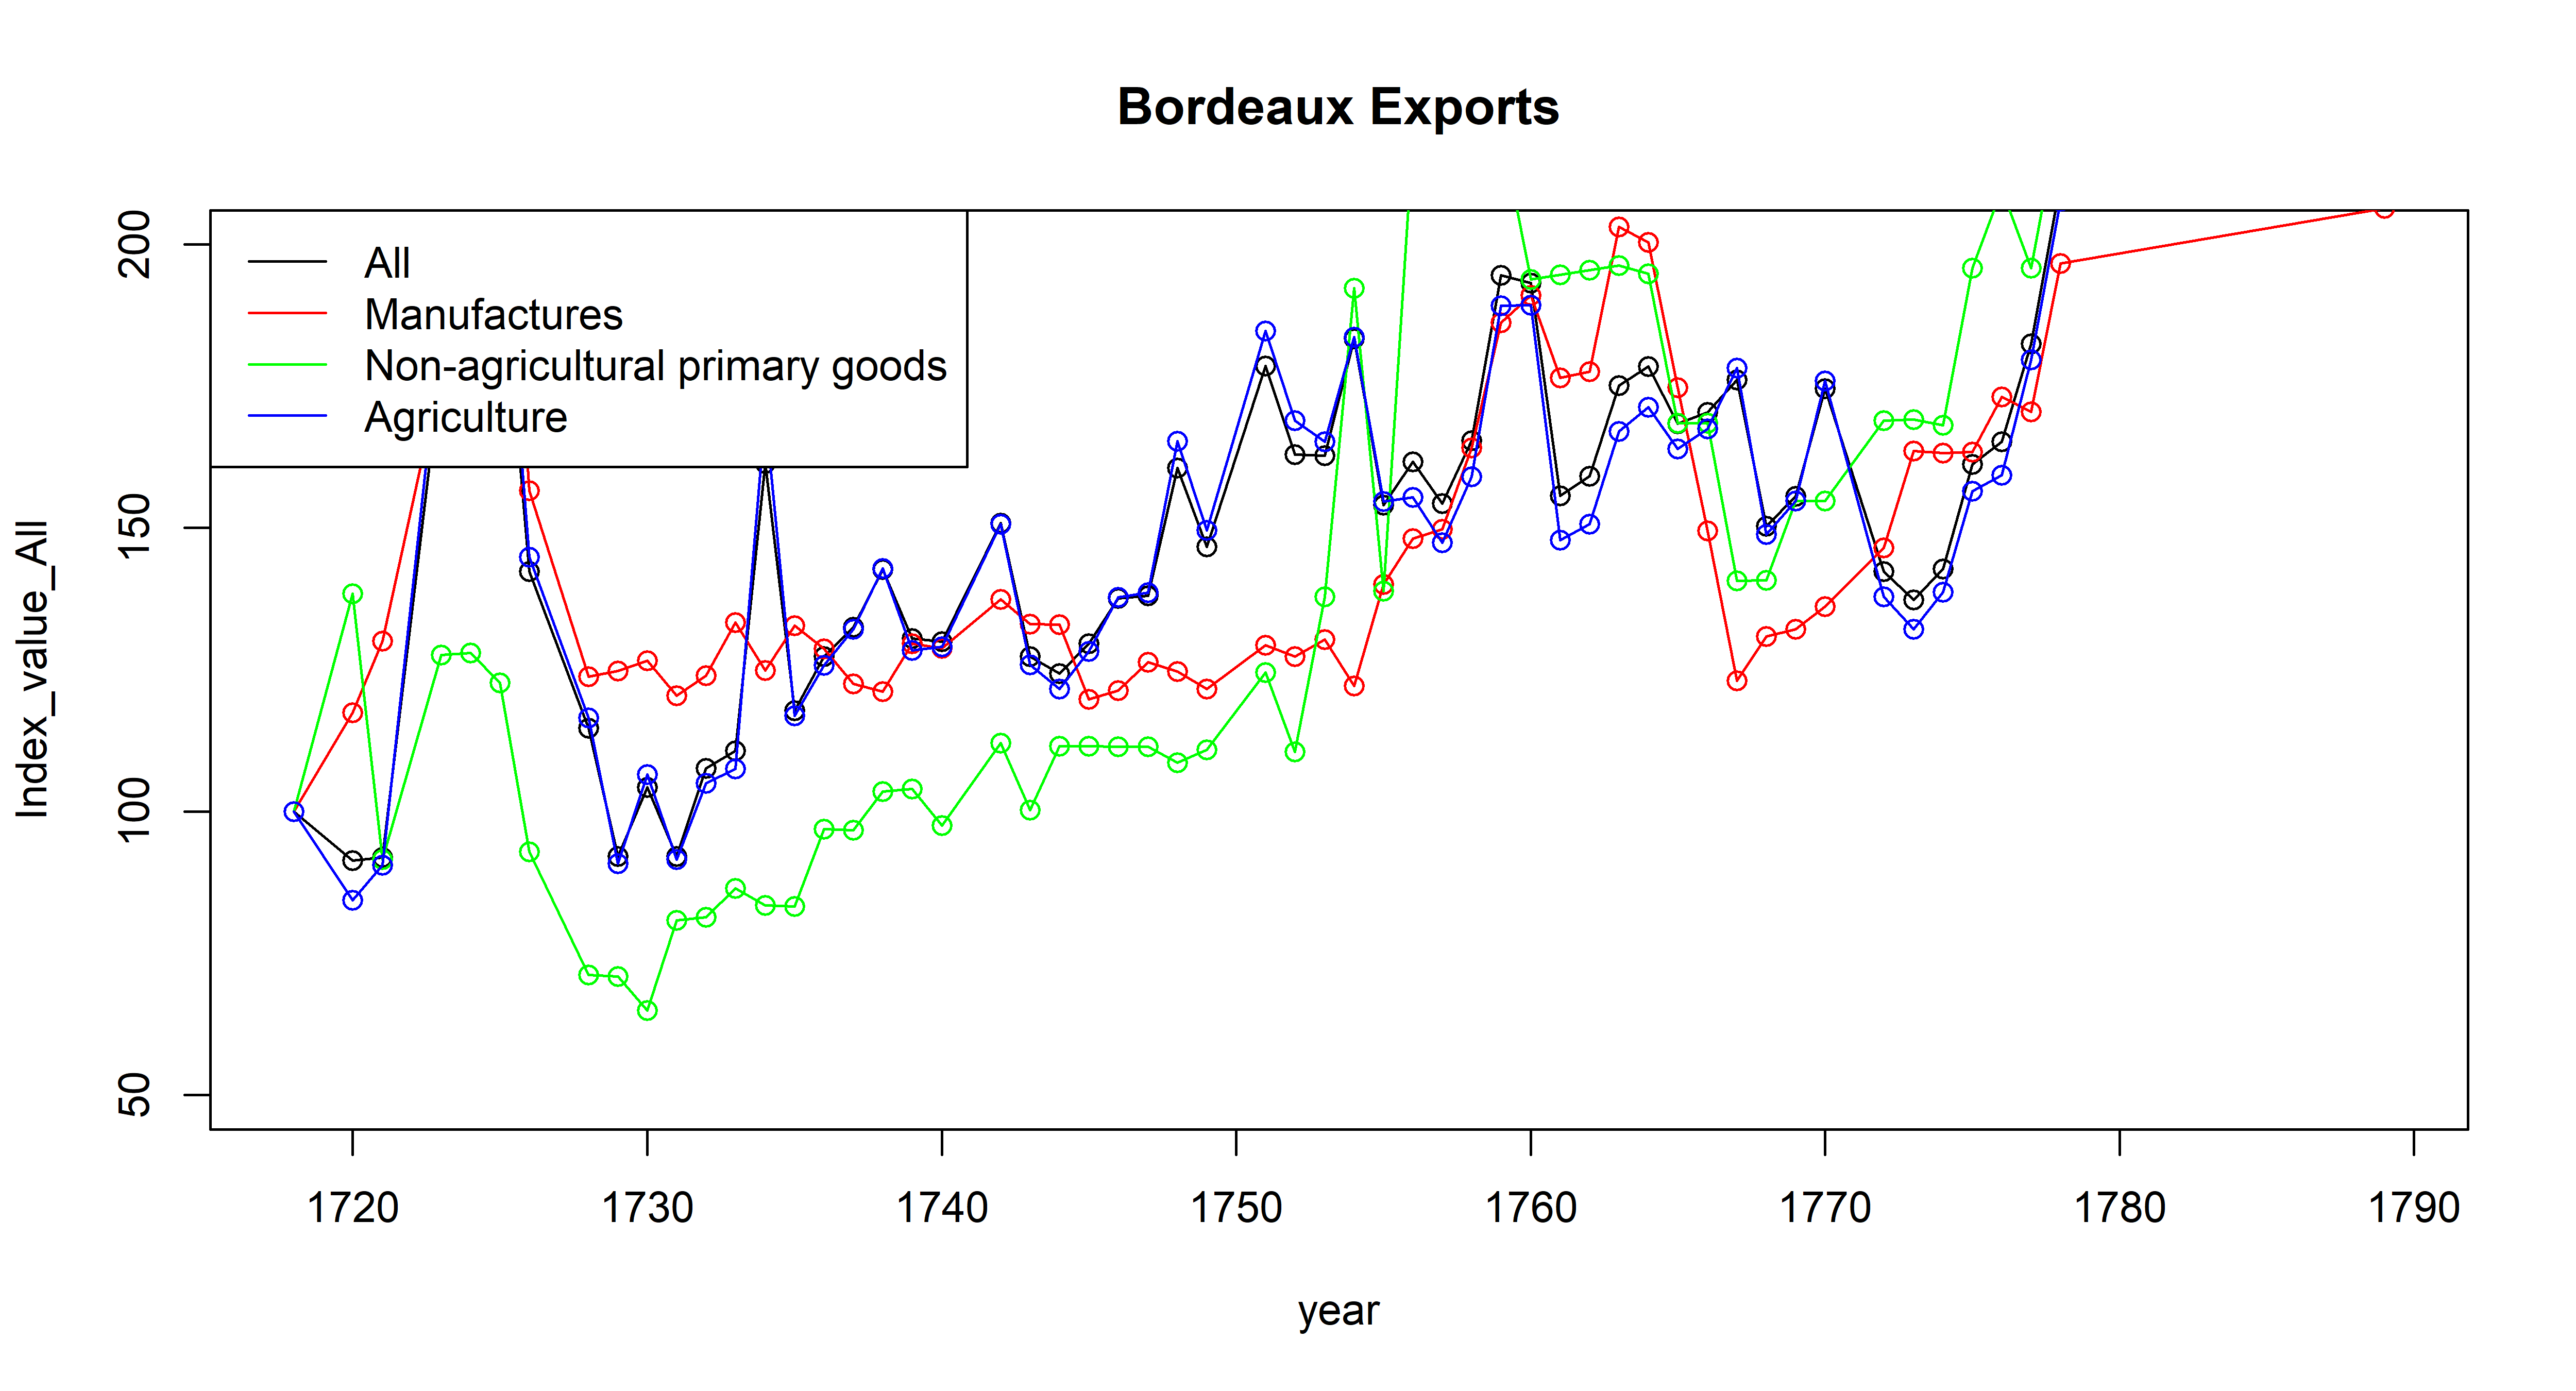 Bordeaux Exports
All
Manufactures
Non-agricultural primary goods
Agriculture
Index_value_All
200
150
100
50
1720 1730 1740 1750 1760 1770 1780 1790
year